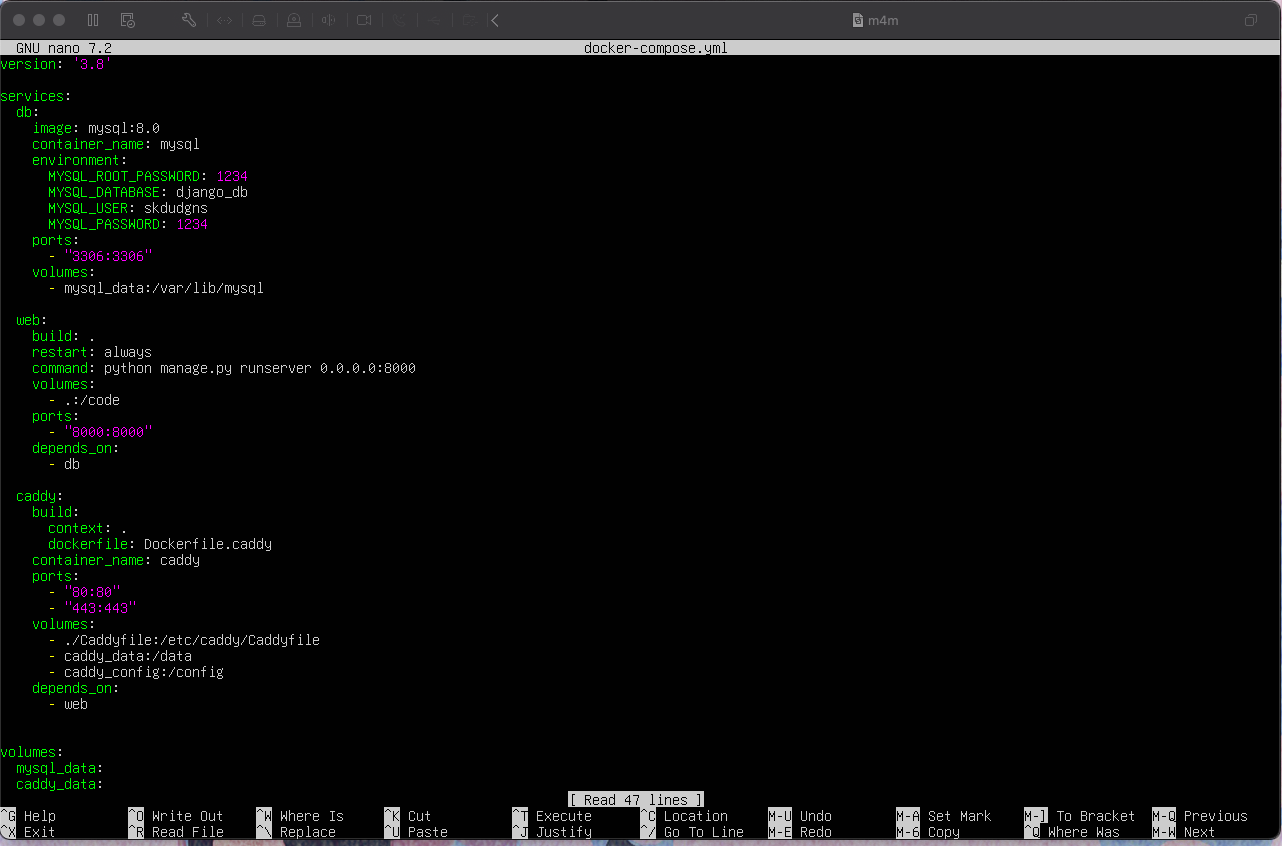 m4m
GNU nano 7.2 docker-compose.yml
version: '3.8'
services:
db:
image: mysql:8.0
container_name: mysql
environment:
MYSQL_ROOT_PASSWORD: 1234
MYSQL_DATABASE: django_db
MYSQL_USER: skdudgns
MYSQL_PASSWORD: 1234
ports:
- "3306:3306"
volumes:
- mysql_data:/var/lib/mysql
web:
build: .
restart: always
command: python manage.py runserver 0.0.0.0:8000
volumes:
- .:/code
ports:
- "8000:8000"
depends_on:
- db
caddy:
build:
context: .
dockerfile: Dockerfile.caddy
container_name: caddy
ports:
- "80:80"
- "443:443"
volumes:
- ./Caddyfile:/etc/caddy/Caddyfile
- caddy_data:/data
- caddy_config:/config
depends_on:
- web
volumes:
mysql_data:
caddy_data:
[ Read 47 lines ]
^G Help ^O Write Out ^W Where Is ^K Cut ^T Execute ^C Location M-U Undo M-A Set Mark M-] To Bracket M-Q Previous
^X Exit ^R Read File ^\ Replace ^U Paste ^J Justify ^/ Go To Line M-E Redo M-6 Copy ^Q Where Was M-W Next